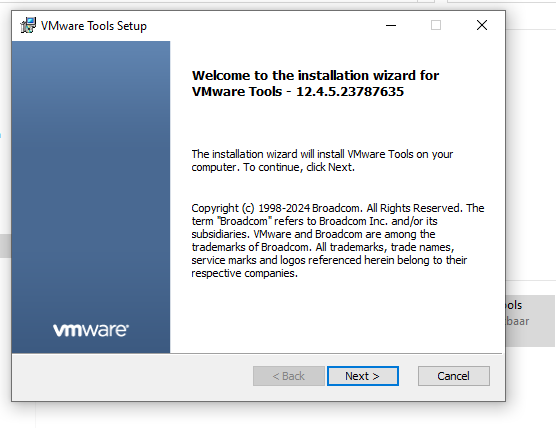 VMware Tools Setup
Welcome to the installation wizard for
VMware Tools - 12.4.5.23787635
The installation wizard will install VMware Tools on your
computer. To continue, click Next.
Copyright (c) 1998-2024 Broadcom. All Rights Reserved. The
term "Broadcom" refers to Broadcom Inc. and/or its
subsidiaries. VMware and Broadcom are among the
trademarks of Broadcom. All trademarks, trade names,
service marks and logos referenced herein belong to their
respective companies.
vmware®
< Back
Next >
Cancel